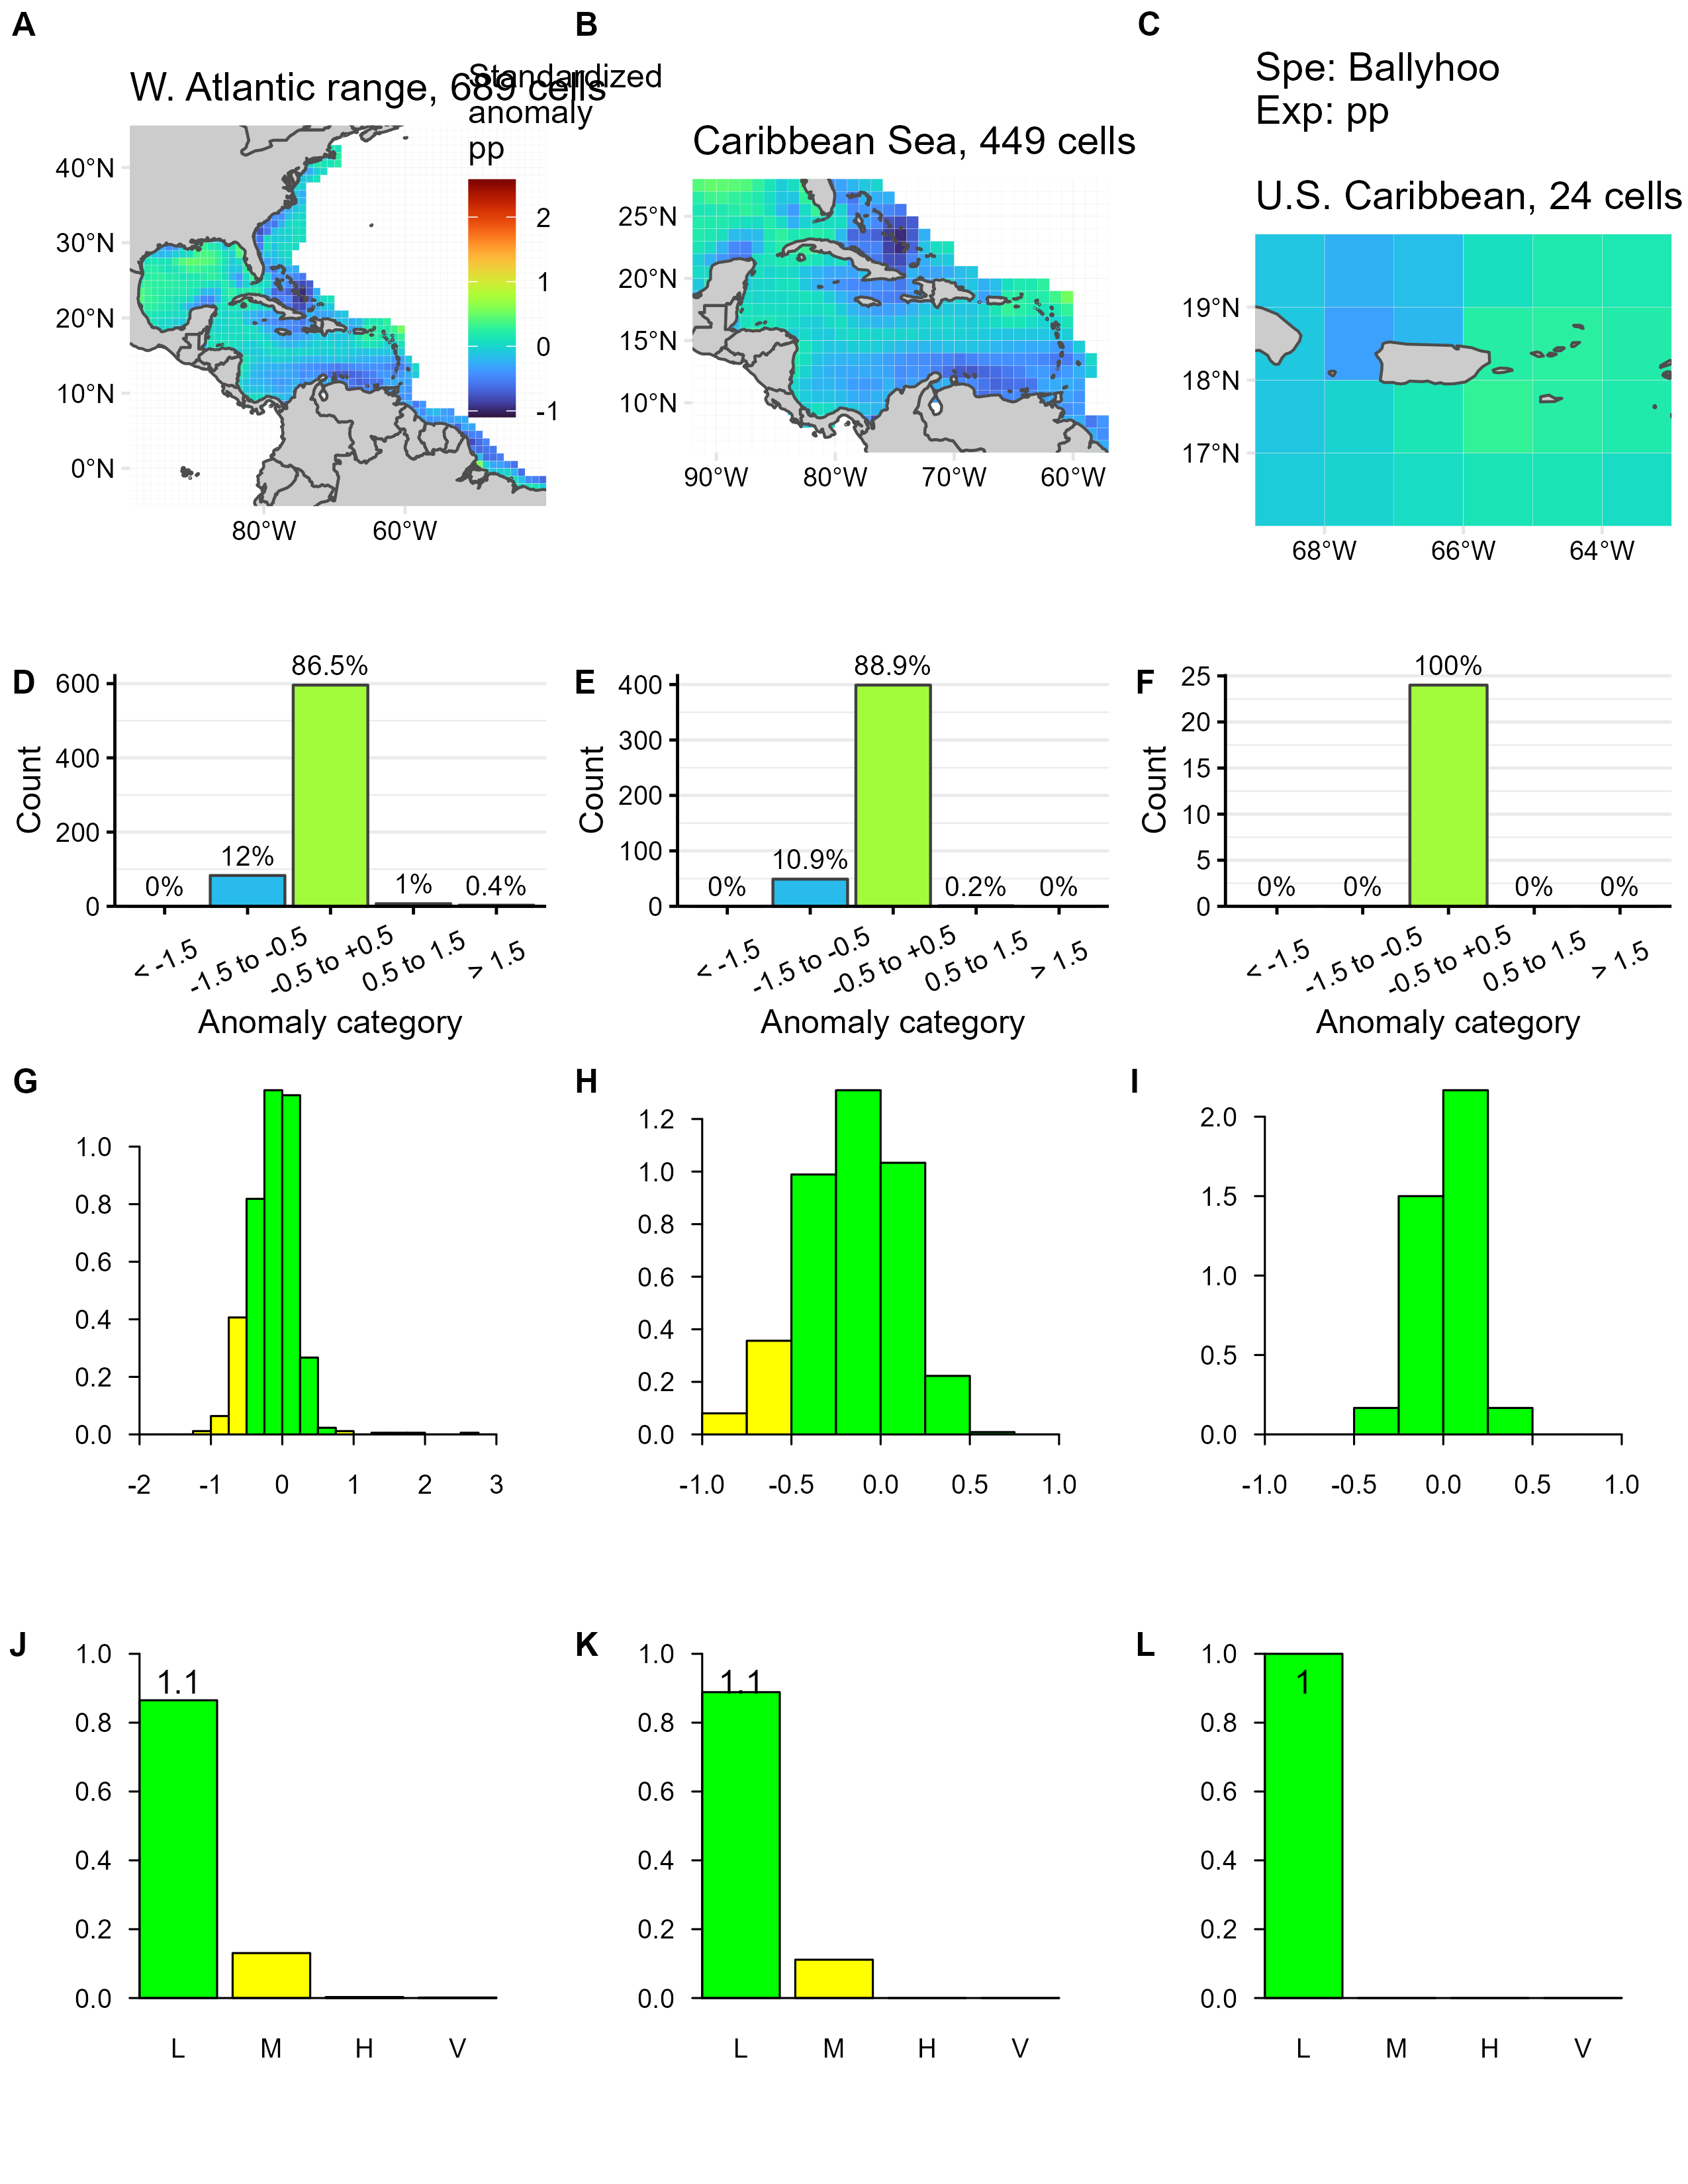 A
B
C
W. Atlantic range, 689 cells
Standardized
anomaly
pp
2
1
0
-1
40°N
30°N
20°N
10°N
0°N
80°W
60°W
Caribbean Sea, 449 cells
25°N
20°N
15°N
10°N
90°W
80°W
70°W
60°W
Spe: Ballyhoo
Exp: pp
U.S. Caribbean, 24 cells
19°N
18°N
17°N
68°W
66°W
64°W
D
Count
600
400
200
0
0%
12%
86.5%
1%
0.4%
< -1.5
-1.5 to -0.5
-0.5 to +0.5
0.5 to 1.5
> 1.5
Anomaly category
E
Count
400
300
200
100
0
0%
10.9%
88.9%
0.2%
0%
< -1.5
-1.5 to -0.5
-0.5 to +0.5
0.5 to 1.5
> 1.5
Anomaly category
F
Count
25
20
15
10
5
0
0%
0%
100%
0%
0%
< -1.5
-1.5 to -0.5
-0.5 to +0.5
0.5 to 1.5
> 1.5
Anomaly category
G
1.0
0.8
0.6
0.4
0.2
0.0
-2
-1
0
1
2
3
H
1.2
1.0
0.8
0.6
0.4
0.2
0.0
-1.0
-0.5
0.0
0.5
1.0
I
2.0
1.5
1.0
0.5
0.0
-1.0
-0.5
0.0
0.5
1.0
J
1.0
0.8
0.6
0.4
0.2
0.0
1.1
L
M
H
V
K
1.0
0.8
0.6
0.4
0.2
0.0
1.1
L
M
H
V
L
1.0
0.8
0.6
0.4
0.2
0.0
1
L
M
H
V